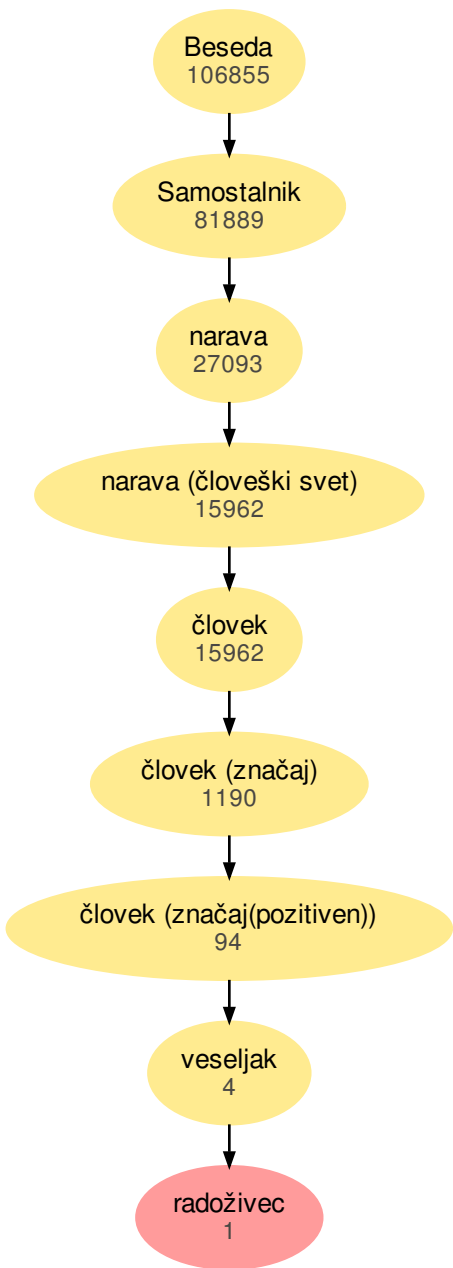 Beseda
106855
Samostalnik
81889
narava
27093
narava (človeški svet)
15962
človek
15962
človek (značaj)
1190
človek (značaj(pozitiven))
94
veseljak
4
radoživec
1